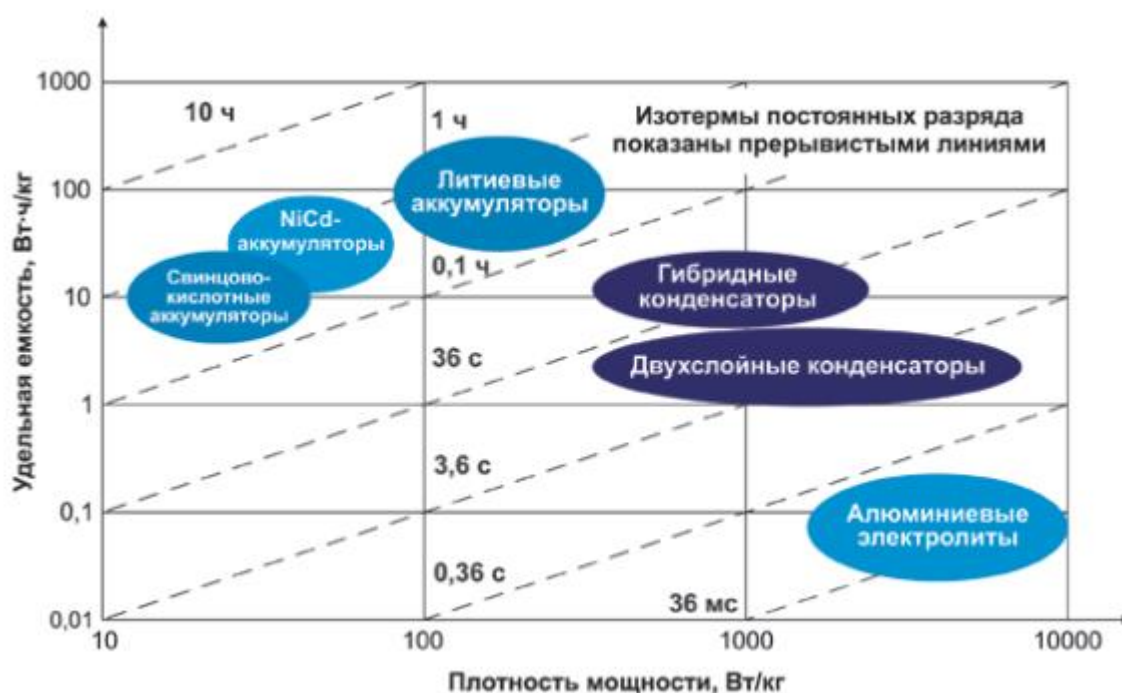 Удельная емкость, Вт·ч/кг
1000
100
10
1
0,1
0,01
10 ч
1 ч
Изотермы постоянных разряда
показаны прерывистыми линиями
Литиевые
аккумуляторы
NiCd-
аккумуляторы
0,1 ч
Свинцово-
кислотные
аккумуляторы
Гибридные
конденсаторы
36 с
Двухслойные конденсаторы
3,6 с
Алюминиевые
электролиты
0,36 с
36 мс
10
100
1000
10000
Плотность мощности, Вт/кг